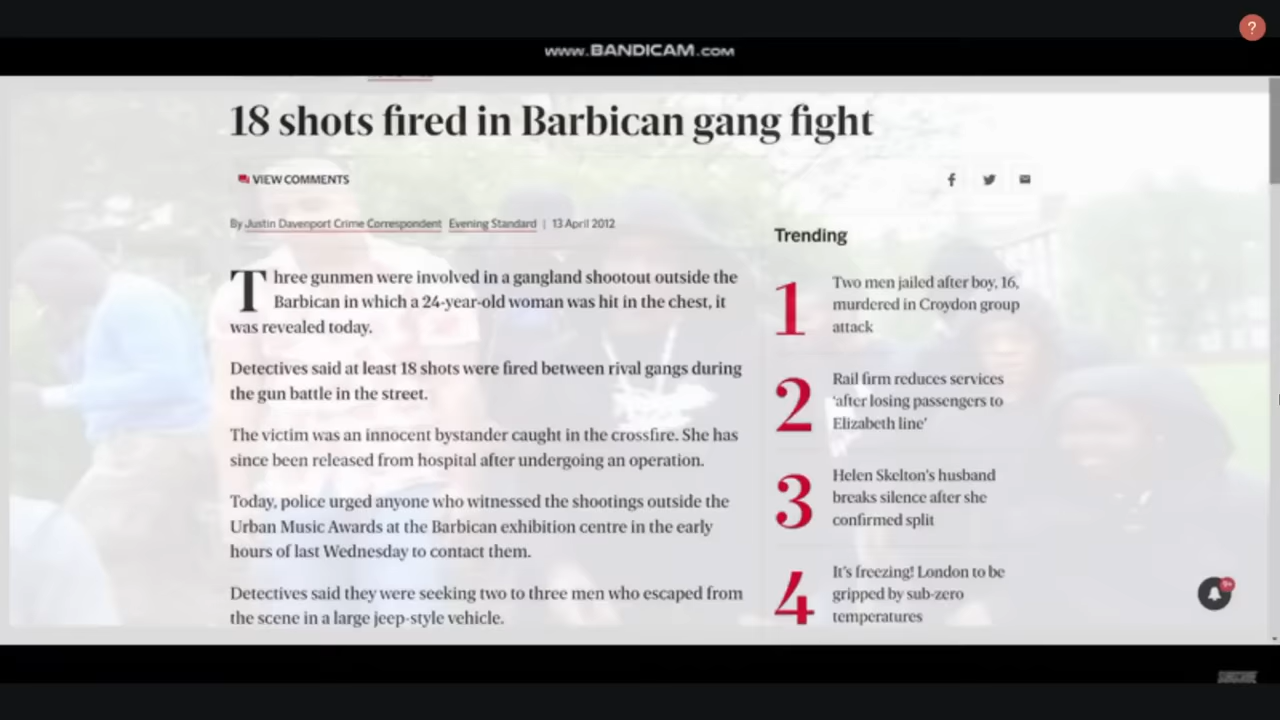 ?
www.BANDICAM.com
18 shots fired in Barbican gang fight
VIEW COMMENTS
By Justin Davenport Crime Correspondent Evening Standard | 13 April 2012
Three gunmen were involved in a gangland shootout outside the
Barbican in which a 24-year-old woman was hit in the chest, it
was revealed today.
Detectives said at least 18 shots were fired between rival gangs during
the gun battle in the street.
The victim was an innocent bystander caught in the crossfire. She has
since been released from hospital after undergoing an operation.
Today, police urged anyone who witnessed the shootings outside the
Urban Music Awards at the Barbican exhibition centre in the early
hours of last Wednesday to contact them.
Detectives said they were seeking two to three men who escaped from
the scene in a large jeep-style vehicle.
Trending
1
Two men jailed after boy, 16,
murdered in Croydon group
attack
2
Rail firm reduces services
‘after losing passengers to
Elizabeth line’
3
Helen Skelton’s husband
breaks silence after she
confirmed split
4
It’s freezing! London to be
gripped by sub-zero
temperatures
9+
SUBSCRIBE